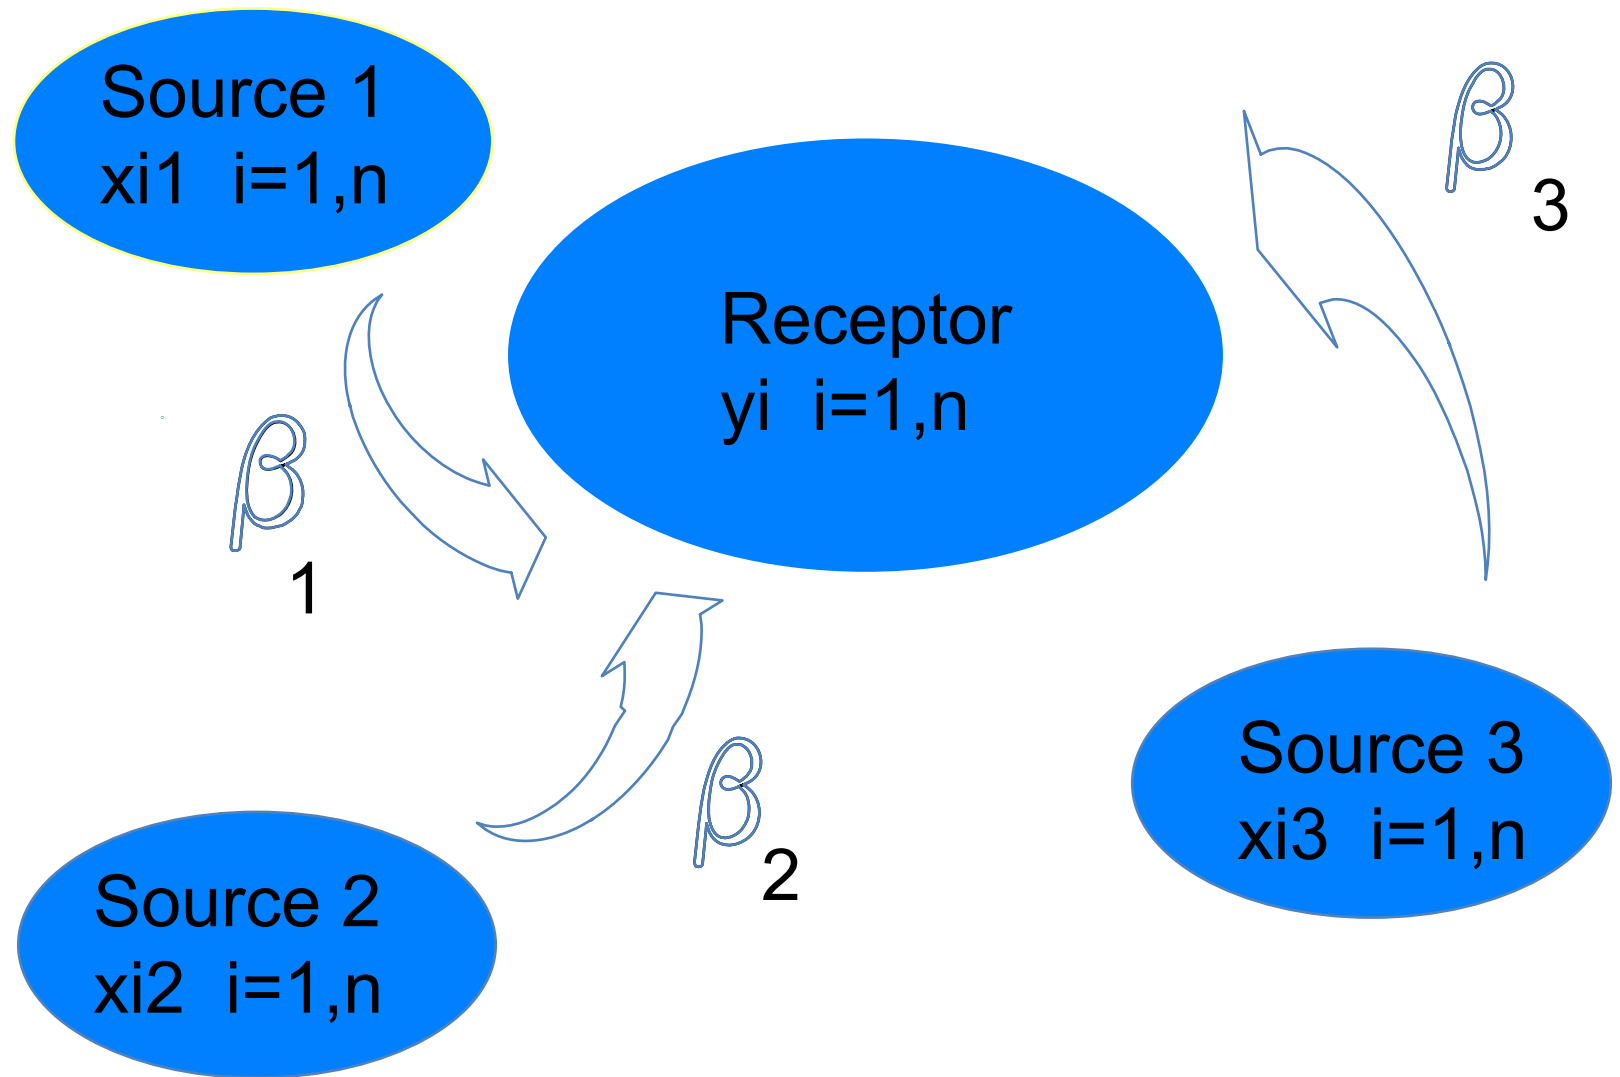 Source 1
xi1 i=1,n
β
3
Receptor
yi i=1,n
β
1
Source 3
xi3 i=1,n
β
2
Source 2
xi2 i=1,n